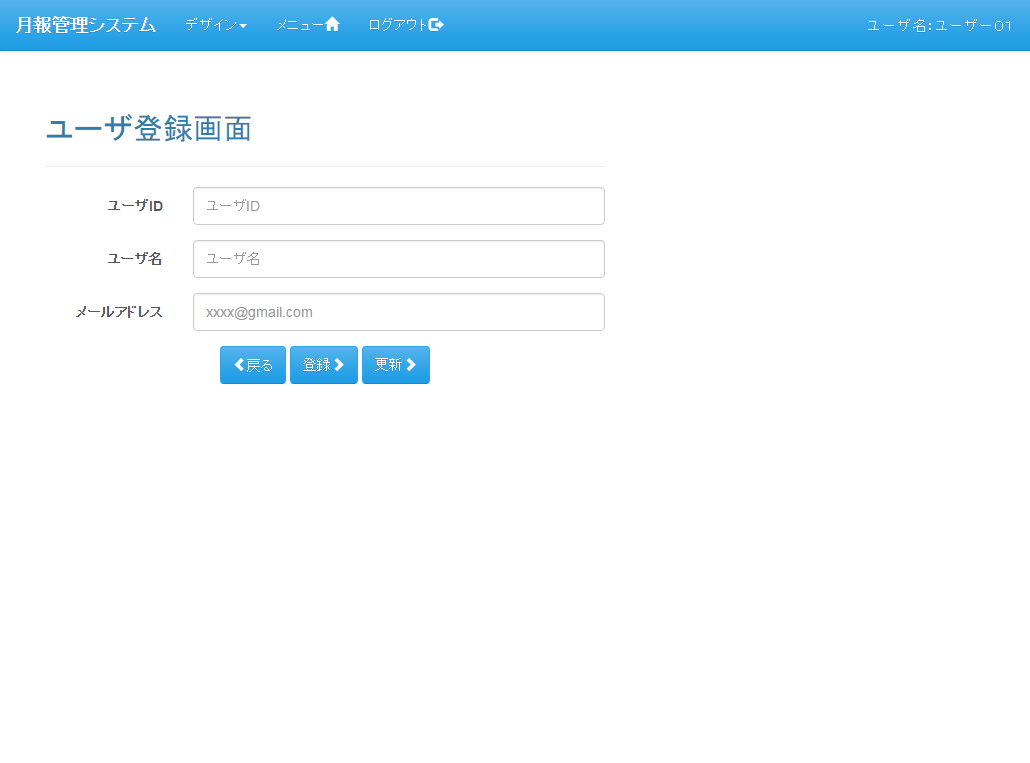 月報管理システム デザイン メニュー ログアウト ユーザ名:ユーザー01
ユーザ登録画面
ユーザID ユーザID
ユーザ名 ユーザ名
メールアドレス xxxx@gmail.com
戻る 登録 更新